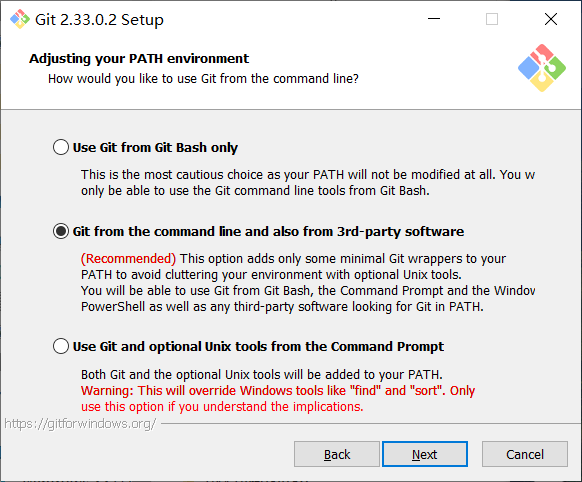 Git 2.33.0.2 Setup
Adjusting your PATH environment
How would you like to use Git from the command line?
Use Git from Git Bash only
This is the most cautious choice as your PATH will not be modified at all. You w
only be able to use the Git command line tools from Git Bash.
Git from the command line and also from 3rd-party software
(Recommended) This option adds only some minimal Git wrappers to your
PATH to avoid cluttering your environment with optional Unix tools.
You will be able to use Git from Git Bash, the Command Prompt and the Window
PowerShell as well as any third-party software looking for Git in PATH.
Use Git and optional Unix tools from the Command Prompt
Both Git and the optional Unix tools will be added to your PATH.
Warning: This will override Windows tools like "find" and "sort". Only
use this option if you understand the implications.
https://gitforwindows.org/
Back Next Cancel